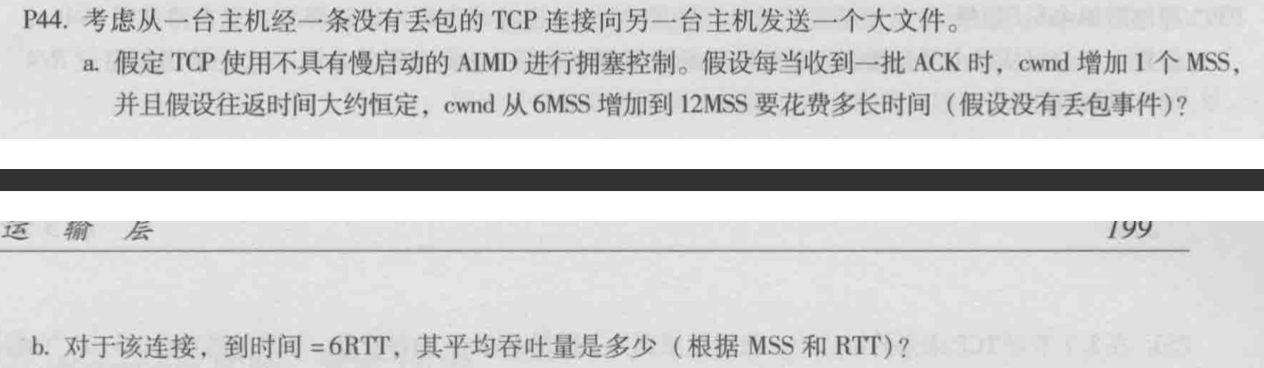 P44. 考虑从一台主机经一条没有丢包的 TCP 连接向另一台主机发送一个大文件。
a. 假定 TCP 使用不具有慢启动的 AIMD 进行拥塞控制。假设每当收到一批 ACK 时，cwnd 增加 1 个 MSS，
并且假设往返时间大约恒定，cwnd 从 6MSS 增加到 12MSS 要花费多长时间（假设没有丢包事件）？
运 输 层 199
b. 对于该连接，到时间 =6RTT，其平均吞吐量是多少（根据 MSS 和 RTT）？